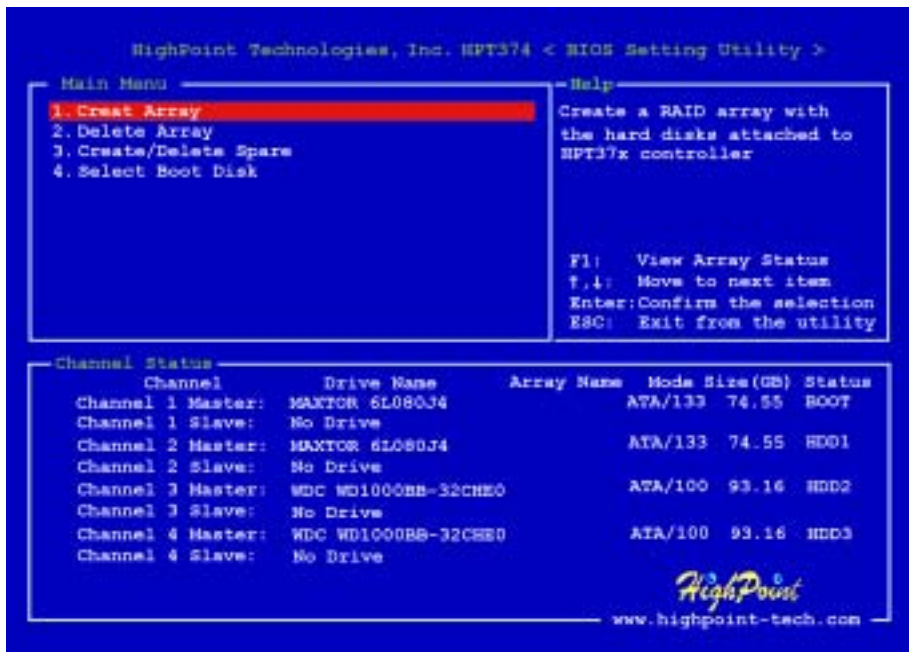 HighPoint Technologies, Inc. HPT374 < BIOS Setting Utility >
Main Menu
1. Creat Array
2. Delete Array
3. Create/Delete Spare
4. Select Boot Disk
Help
Create a RAID array with
the hard disks attached to
HPT37x controller
F1: View Array Status
↑,↓: Move to next item
Enter:Confirm the selection
ESC: Exit from the utility
Channel Status
Channel Drive Name Array Name Mode Size(GB) Status
Channel 1 Master: MAXTOR 6L080J4 ATA/133 74.55 BOOT
Channel 1 Slave: No Drive
Channel 2 Master: MAXTOR 6L080J4 ATA/133 74.55 HDD1
Channel 2 Slave: No Drive
Channel 3 Master: WDC WD1000BB-32CHE0 ATA/100 93.16 HDD2
Channel 3 Slave: No Drive
Channel 4 Master: WDC WD1000BB-32CHE0 ATA/100 93.16 HDD3
Channel 4 Slave: No Drive
HighPoint
www.highpoint-tech.com